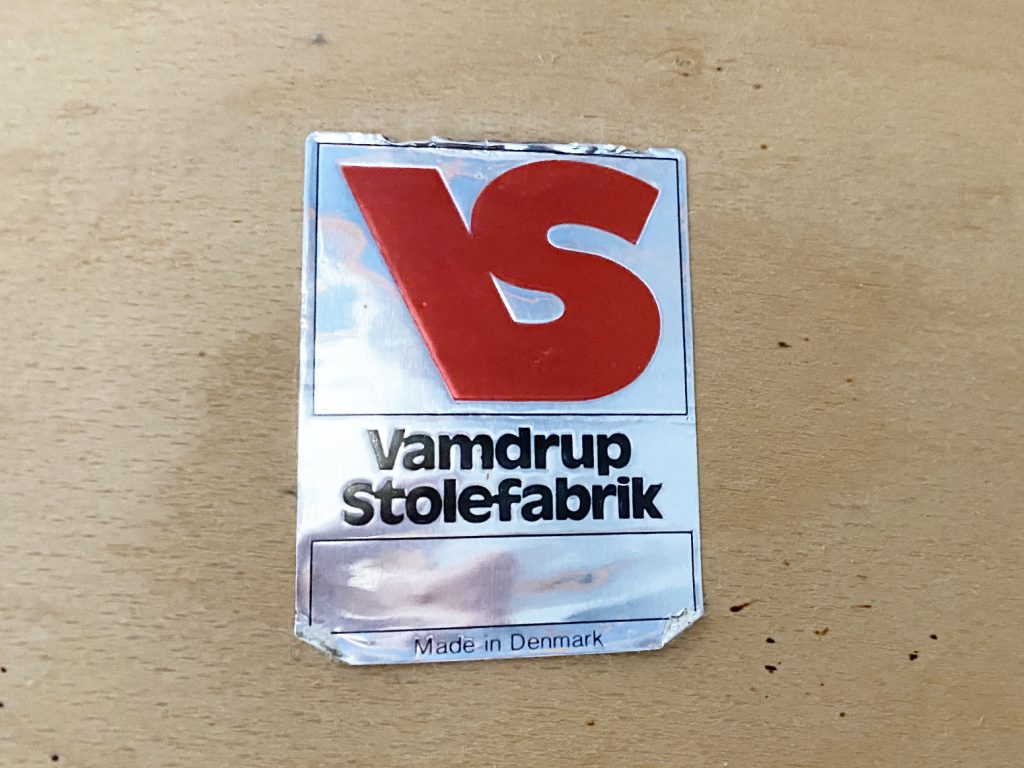 VS
Vamdrup
Stolefabrik
Made in Denmark